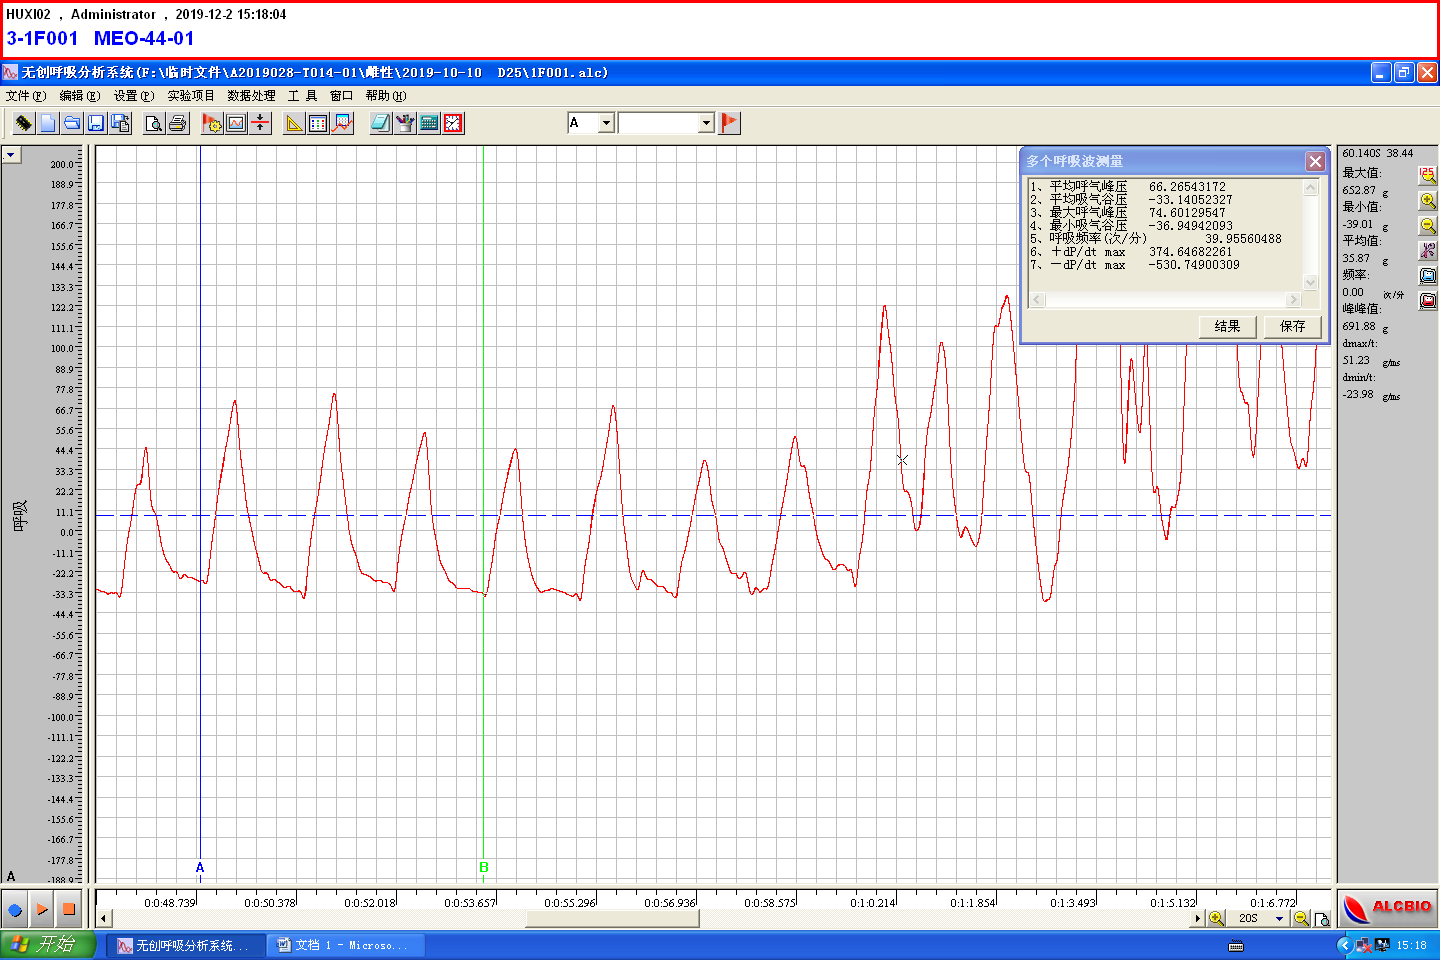 HUXI02 , Administrator , 2019-12-2 15:18:04
3-1F001 MEO-44-01
无创呼吸分析系统(F:\临时文件\A2019028-T014-01\雌性\2019-10-10 D25\1F001.alc)
文件(F) 编辑(E) 设置(P) 实验项目 数据处理 工具 窗口 帮助(H)
A
多个呼吸波测量
1、平均呼气峰压 66.26543172
2、平均吸气谷压 -33.14052327
3、最大呼气峰压 74.60129547
4、最小吸气谷压 -36.94942093
5、呼吸频率(次/分) 39.95560488
6、＋dP/dt max 374.64682261
7、－dP/dt max -530.74900309
结果 保存
60.140S 38.44
最大值:
652.87 g
最小值:
-39.01 g
平均值:
35.87 g
频率:
0.00 次/分
峰峰值:
691.88 g
dmax/t:
51.23 g/ms
dmin/t:
-23.98 g/ms
125
200.0
188.9
177.8
166.7
155.6
144.4
133.3
122.2
111.1
100.0
88.9
77.8
66.7
55.6
44.4
33.3
22.2
11.1
0.0
-11.1
-22.2
-33.3
-44.4
-55.6
-66.7
-77.8
-88.9
-100.0
-111.1
-122.2
-133.3
-144.4
-155.6
-166.7
-177.8
-188.9
呼吸
A
A
B
0:0:48.739 0:0:50.378 0:0:52.018 0:0:53.657 0:0:55.296 0:0:56.936 0:0:58.575 0:1:0.214 0:1:1.854 0:1:3.493 0:1:5.132 0:1:6.772
20S
ALCBIO
开始
无创呼吸分析系统...
文档 1 - Microso...
15:18